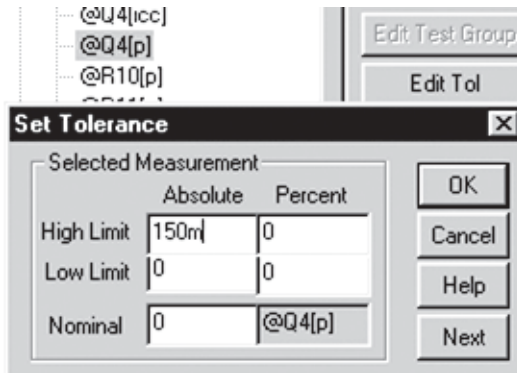 @Q4[icc]
@Q4[p]
@R10[p]
Edit Test Group
Edit Tol
Set Tolerance
Selected Measurement
Absolute Percent
High Limit 150m 0
Low Limit 0 0
Nominal 0 @Q4[p]
OK
Cancel
Help
Next